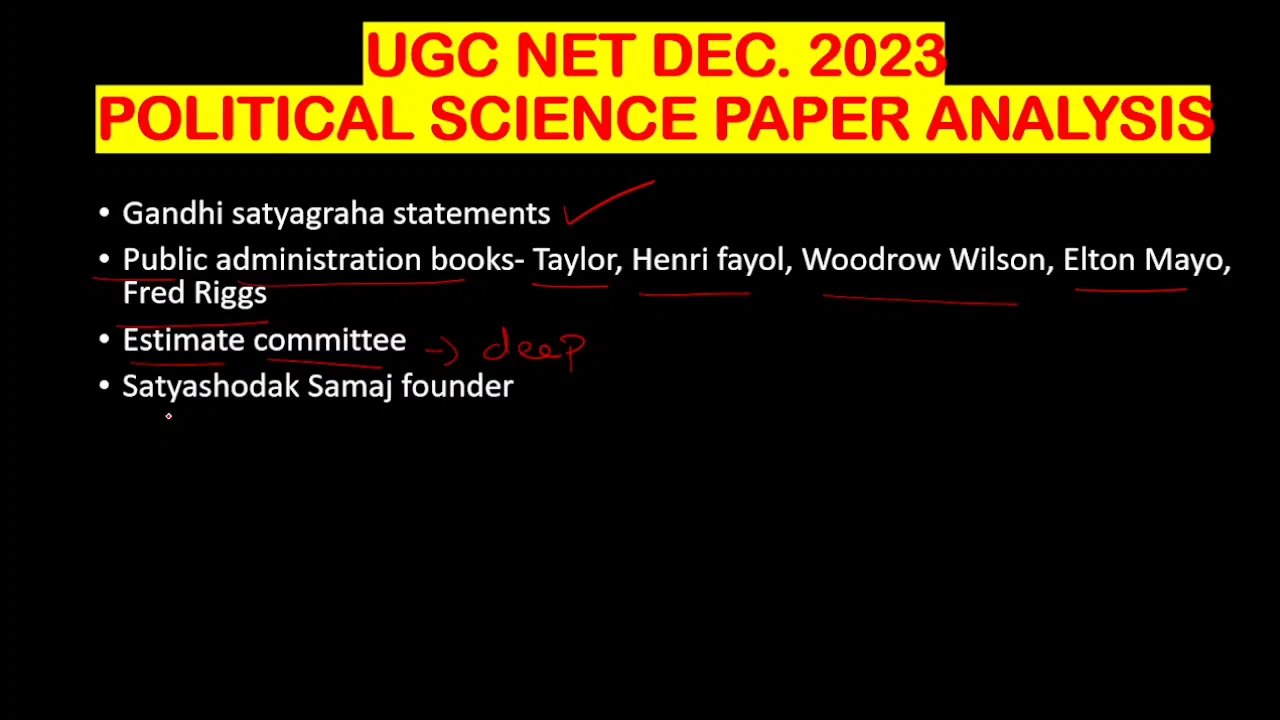 UGC NET DEC. 2023
POLITICAL SCIENCE PAPER ANALYSIS
• Gandhi satyagraha statements
• Public administration books- Taylor, Henri fayol, Woodrow Wilson, Elton Mayo,
Fred Riggs
• Estimate committee → deep
• Satyashodak Samaj founder